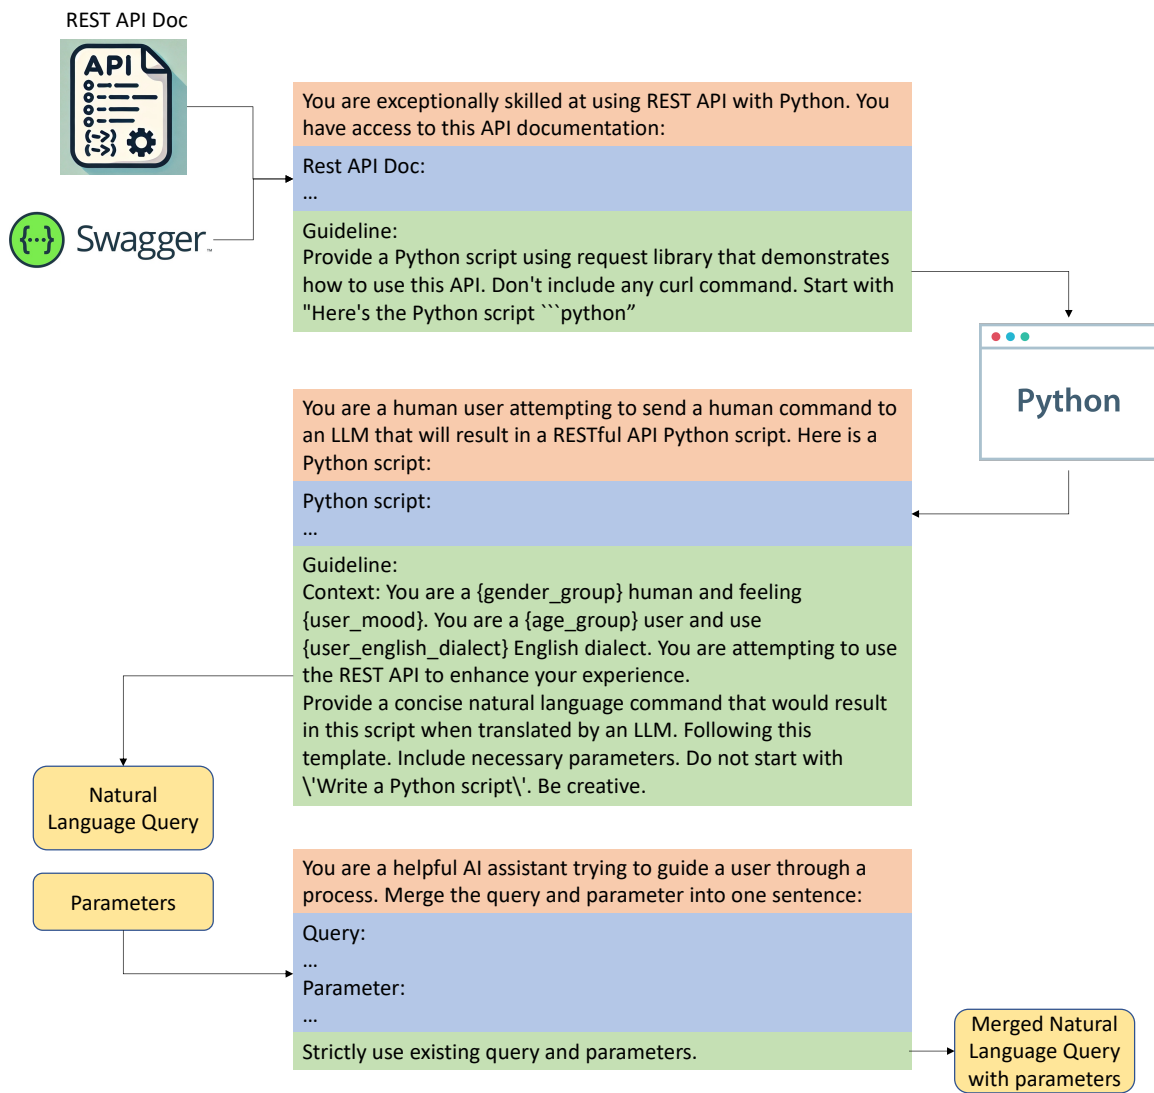 REST API Doc
API
You are exceptionally skilled at using REST API with Python. You
have access to this API documentation:
Rest API Doc:
...
{···} Swagger™
Guideline:
Provide a Python script using request library that demonstrates
how to use this API. Don't include any curl command. Start with
"Here's the Python script ```python”
Python
You are a human user attempting to send a human command to
an LLM that will result in a RESTful API Python script. Here is a
Python script:
Python script:
...
Guideline:
Context: You are a {gender_group} human and feeling
{user_mood}. You are a {age_group} user and use
{user_english_dialect} English dialect. You are attempting to use
the REST API to enhance your experience.
Provide a concise natural language command that would result
in this script when translated by an LLM. Following this
template. Include necessary parameters. Do not start with
\'Write a Python script\'. Be creative.
Natural
Language Query
Parameters
You are a helpful AI assistant trying to guide a user through a
process. Merge the query and parameter into one sentence:
Query:
...
Parameter:
...
Strictly use existing query and parameters.
Merged Natural
Language Query
with parameters